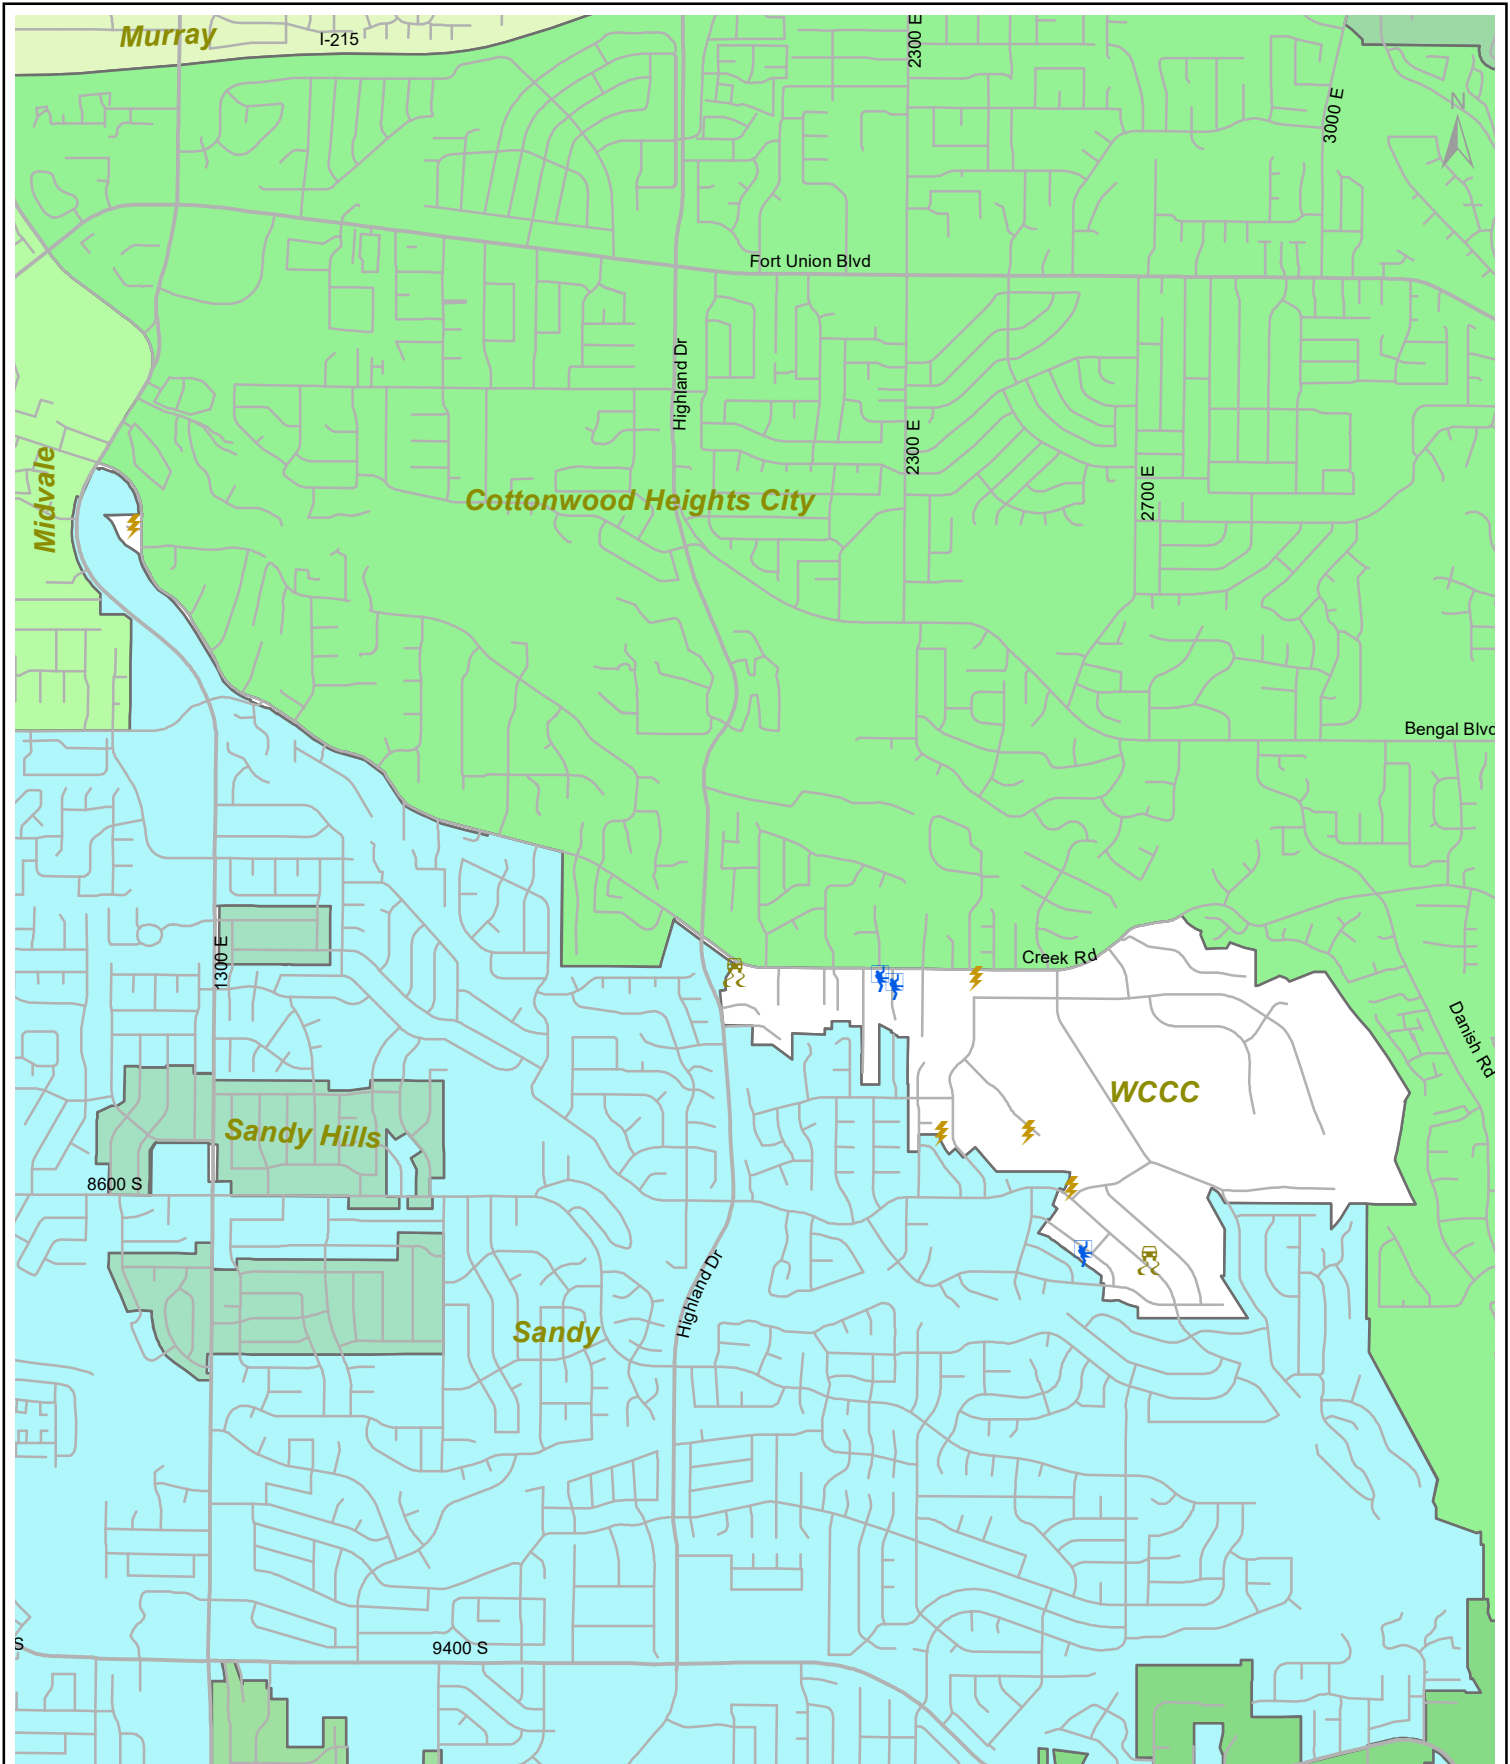 Murray
I-215
2300 E
3000 E
N
Fort Union Blvd
Highland Dr
2300 E
2700 E
Midvale
Cottonwood Heights City
Bengal Blvd
1300 E
Creek Rd
Danish Rd
WCCC
Sandy Hills
8600 S
Highland Dr
Sandy
S
9400 S